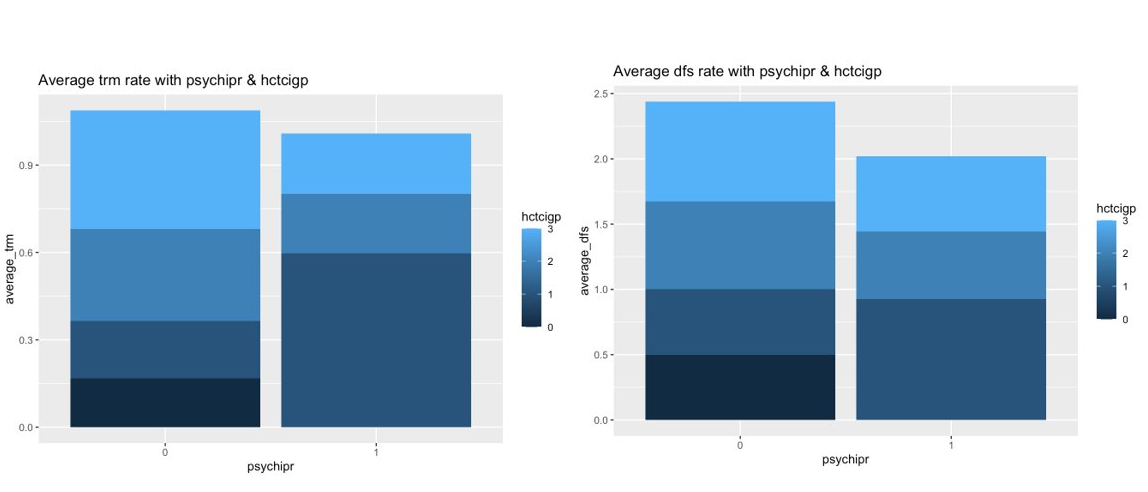 Average trm rate with psychipr & hctcigp
average_trm
0.9
0.6
0.3
0.0
0
1
psychipr
hctcigp
3
2
1
0
Average dfs rate with psychipr & hctcigp
average_dfs
2.5
2.0
1.5
1.0
0.5
0.0
0
1
psychipr
hctcigp
3
2
1
0